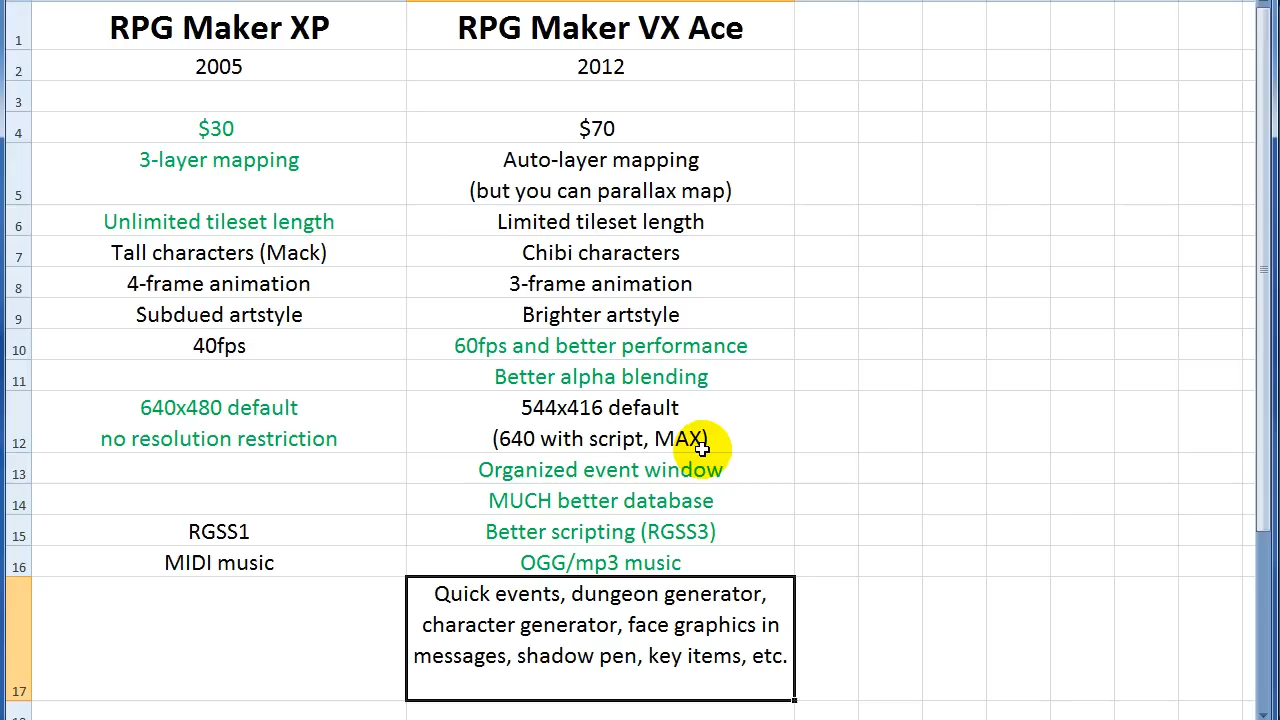 RPG Maker XP RPG Maker VX Ace
1
2005 2012
2
3
$30 $70
4
3-layer mapping Auto-layer mapping
(but you can parallax map)
5
Unlimited tileset length Limited tileset length
6
Tall characters (Mack) Chibi characters
7
4-frame animation 3-frame animation
8
Subdued artstyle Brighter artstyle
9
40fps 60fps and better performance
10
Better alpha blending
11
640x480 default 544x416 default
no resolution restriction (640 with script, MAX)
12
Organized event window
13
MUCH better database
14
RGSS1 Better scripting (RGSS3)
15
MIDI music OGG/mp3 music
16
Quick events, dungeon generator,
character generator, face graphics in
messages, shadow pen, key items, etc.
17